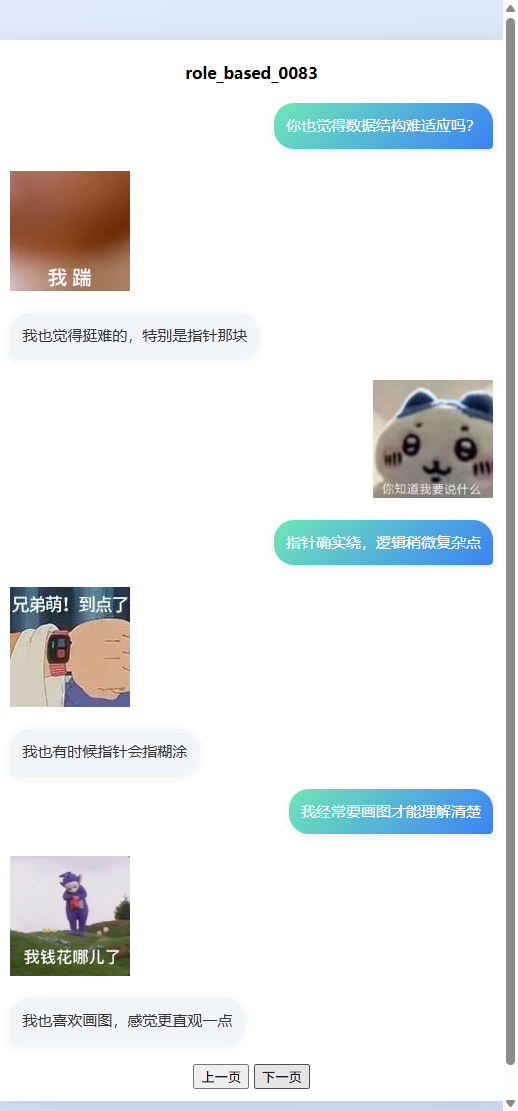 role_based_0083
你也觉得数据结构难适应吗？
我 踹
我也觉得挺难的，特别是指针那块
你知道我要说什么
指针确实绕，逻辑稍微复杂点
兄弟萌！到点了
我也有时候指针会指糊涂
我经常要画图才能理解清楚
我钱花哪儿了
我也喜欢画图，感觉更直观一点
上一页 下一页